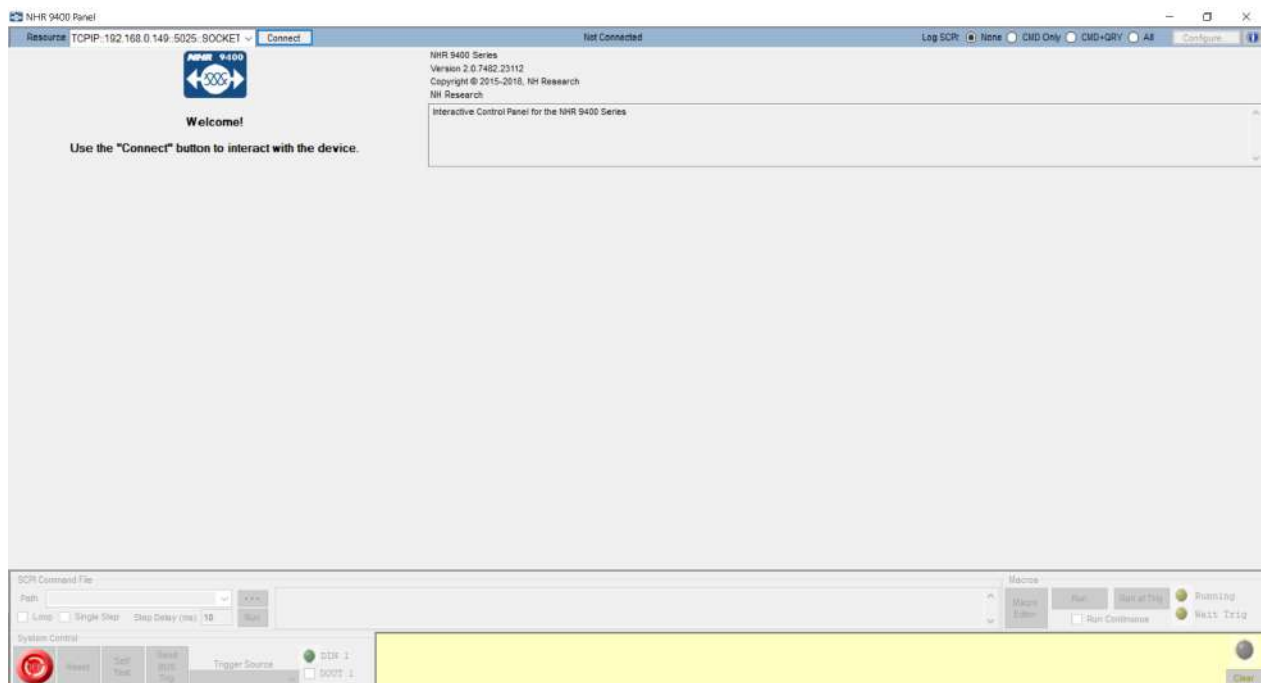 NHR 9400 Panel
Resource TCPIP::192.168.0.149::5025::SOCKET Connect Not Connected Log SCPI: None CMD Only CMD+QRY All Configure...
NHR 9400
Welcome!
Use the "Connect" button to interact with the device.
NHR 9400 Series
Version 2.0.7482.23112
Copyright © 2015-2018, NH Research
NH Research
Interactive Control Panel for the NHR 9400 Series
SCPI Command File
Path
Loop Single Step Step Delay (ms) 10 Run
Macros
Macro Editor Run Run at Trig Running
Run Continuous Wait Trig
System Control
Reset Self Test Send BUS Trig Trigger Source DIN 1
DOUT 1
Clear